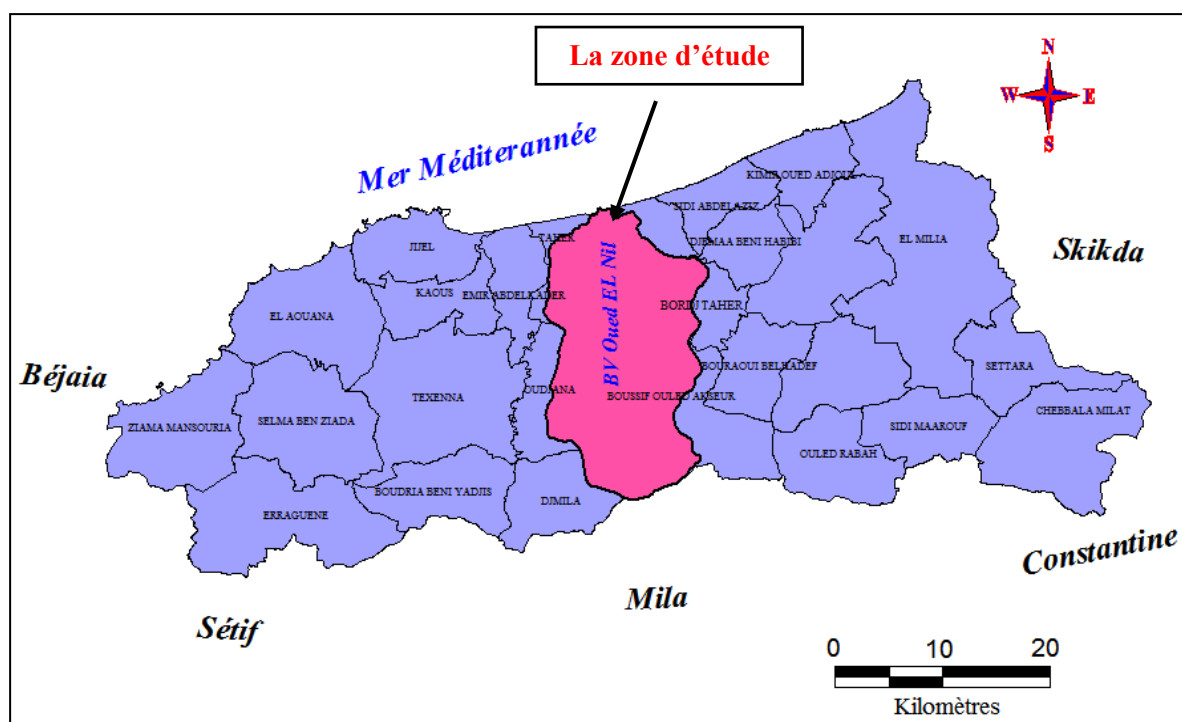 La zone d'étude
N
W
E
S
Mer Méditerannée
KIMIR OUED ADJOUL
SIDI ABDELAZIZ
TAHER
EL MILIA
JIJEL
DJEMAA BENI HABIBI
Skikda
KAOUS
EMIR ABDELKADER
BORDJ TAHER
EL AOUANA
BV Oued EL Nil
Béjaia
BOURAOUI BELHADEF
SETTARA
OUDJANA
TEXENNA
BOUSSIF OULED AKSEUR
CHEBBALA MILAT
ZIAMA MANSOURIA
SELMA BEN ZIADA
SIDI MAAROUF
OULED RABAH
BOUDRIA BENI YADJIS
DJMILA
ERRAGUENE
Constantine
Mila
Sétif
0 10 20
Kilomètres